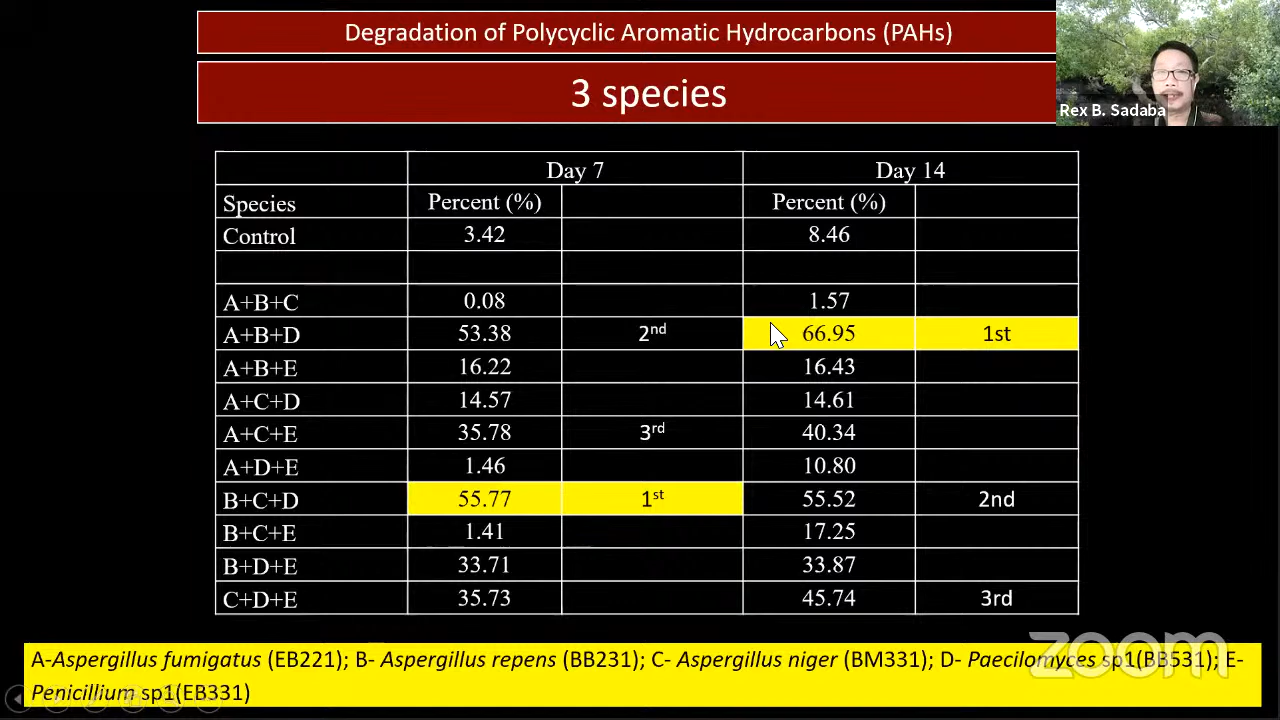 Degradation of Polycyclic Aromatic Hydrocarbons (PAHs)
3 species
Rex B. Sadaba
Day 7 Day 14
Species Percent (%) Percent (%)
Control 3.42 8.46
A+B+C 0.08 1.57
A+B+D 53.38 2nd 66.95 1st
A+B+E 16.22 16.43
A+C+D 14.57 14.61
A+C+E 35.78 3rd 40.34
A+D+E 1.46 10.80
B+C+D 55.77 1st 55.52 2nd
B+C+E 1.41 17.25
B+D+E 33.71 33.87
C+D+E 35.73 45.74 3rd
zoom
A-Aspergillus fumigatus (EB221); B- Aspergillus repens (BB231); C- Aspergillus niger (BM331); D- Paecilomyces sp1(BB531); E-
Penicillium sp1(EB331)